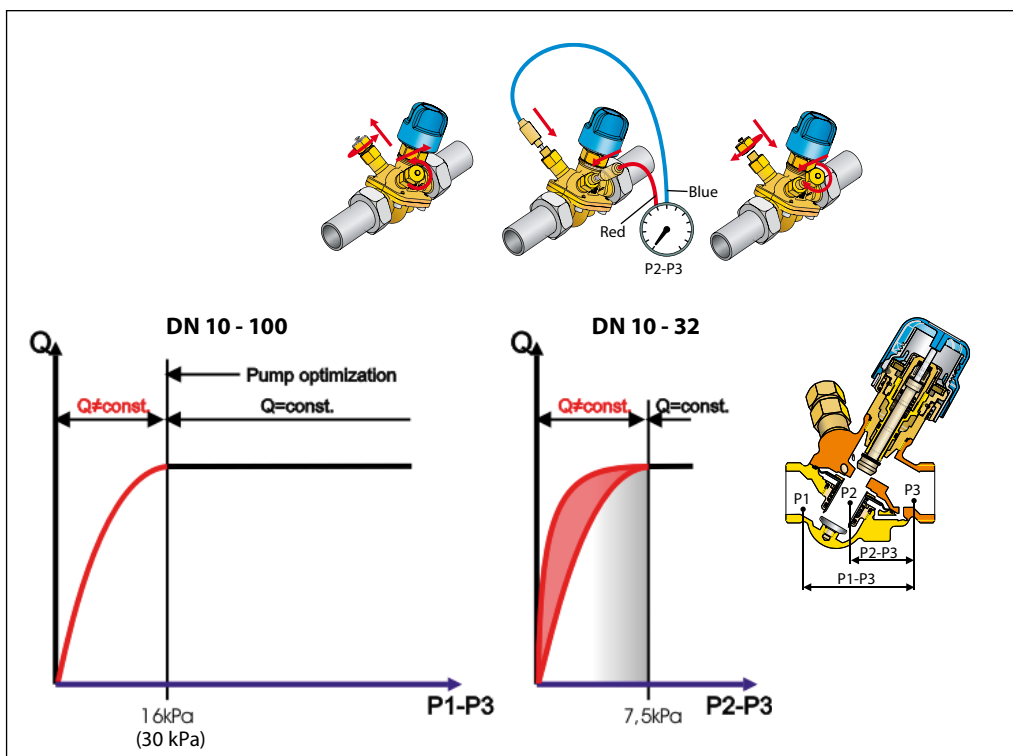 Blue
Red
P2-P3
DN 10 - 100
Q
Pump optimization
Q≠const.
Q=const.
16kPa
(30 kPa)
P1-P3
DN 10 - 32
Q≠const.
Q=const.
7,5kPa
P2-P3
P1
P2
P3
P2-P3
P1-P3